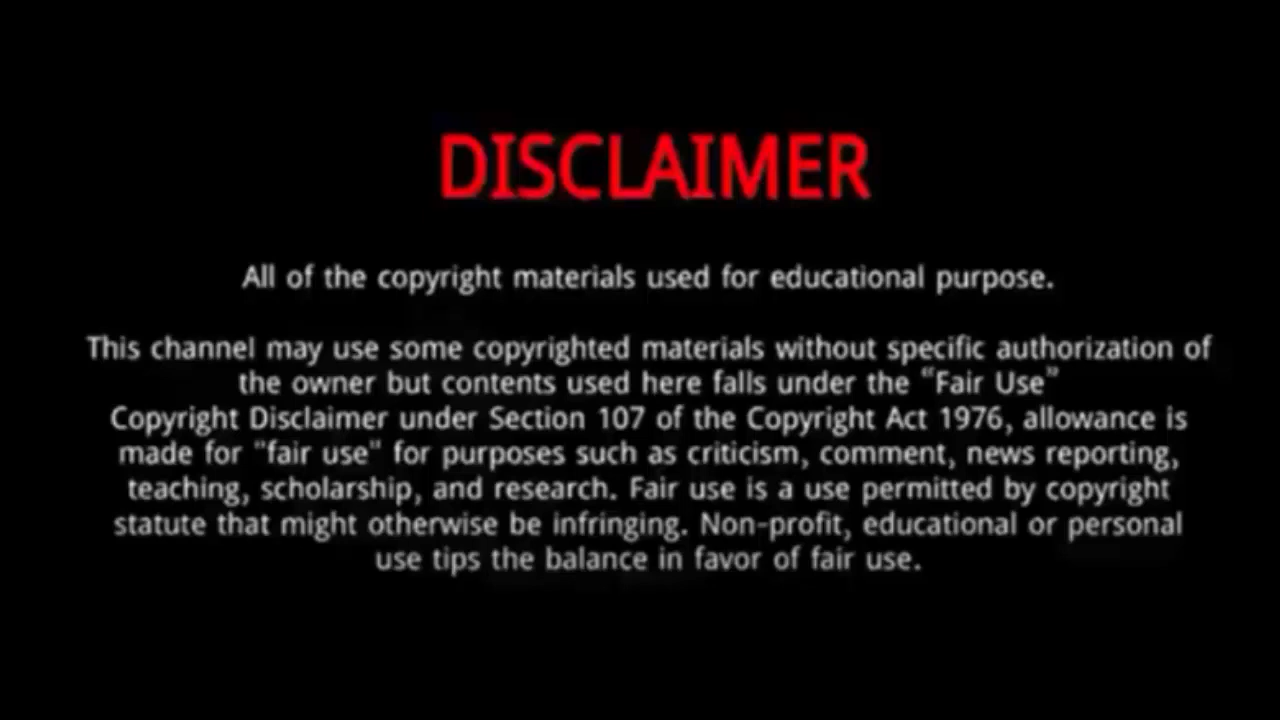 DISCLAIMER
All of the copyright materials used for educational purpose.
This channel may use some copyrighted materials without specific authorization of
the owner but contents used here falls under the “Fair Use”
Copyright Disclaimer under Section 107 of the Copyright Act 1976, allowance is
made for "fair use" for purposes such as criticism, comment, news reporting,
teaching, scholarship, and research. Fair use is a use permitted by copyright
statute that might otherwise be infringing. Non-profit, educational or personal
use tips the balance in favor of fair use.